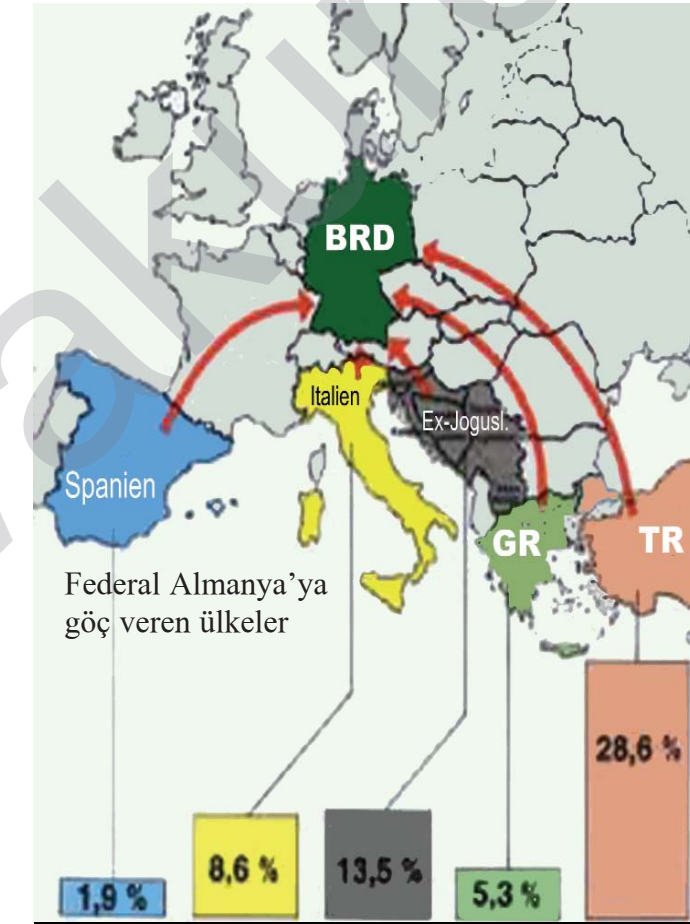 BRD
Italien
Ex-Jogusl.
Spanien
GR
TR
Federal Almanya’ya
göç veren ülkeler
28,6 %
8,6 %
13,5 %
5,3 %
1,9 %